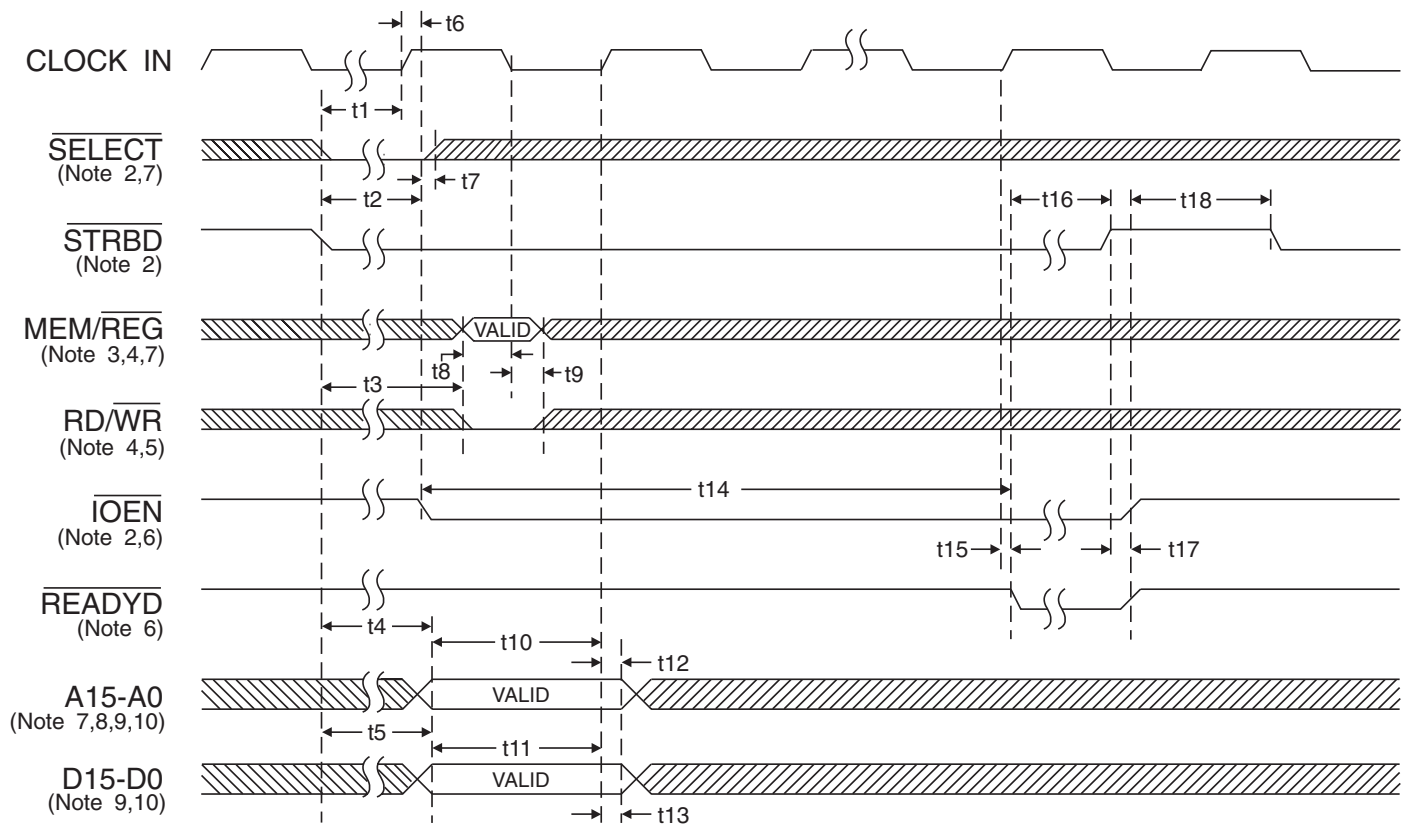 t6
CLOCK IN
t1
SELECT
(Note 2,7)
t7
t2
t16
t18
STRBD
(Note 2)
MEM/REG
VALID
(Note 3,4,7)
t8
t9
t3
RD/WR
(Note 4,5)
t14
IOEN
(Note 2,6)
t15
t17
READYD
(Note 6)
t4
t10
t12
A15-A0
VALID
(Note 7,8,9,10)
t5
t11
D15-D0
VALID
(Note 9,10)
t13